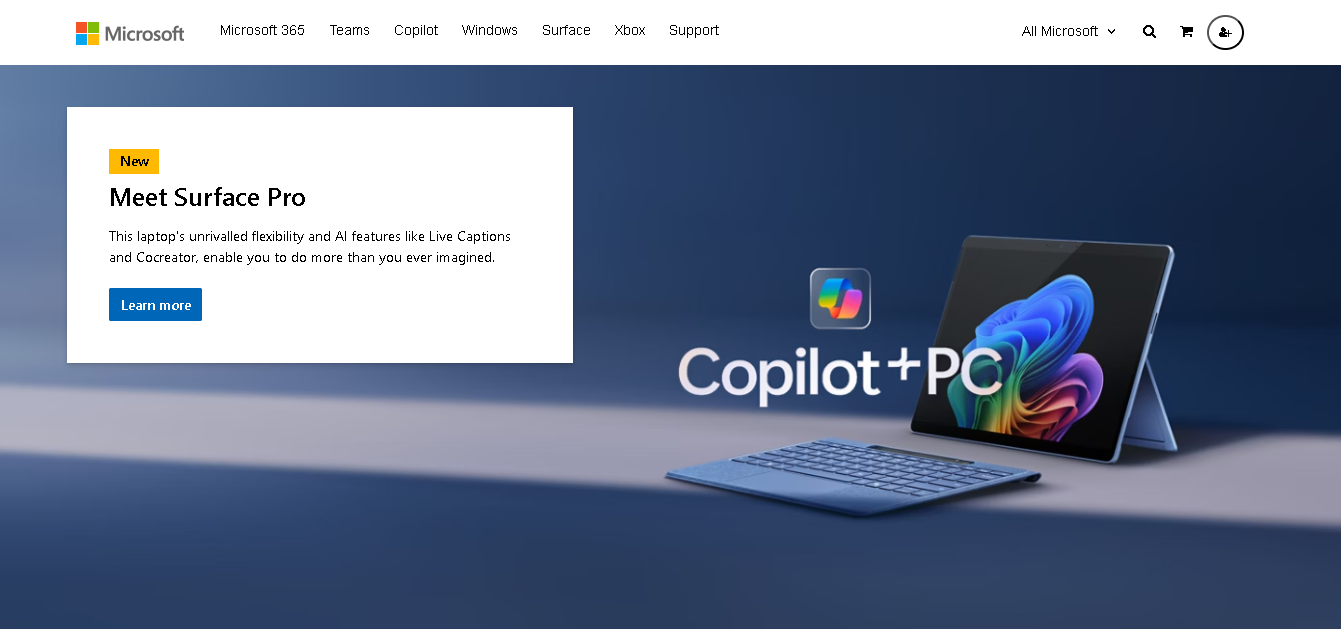 Microsoft
Microsoft 365 Teams Copilot Windows Surface Xbox Support
All Microsoft
New
Meet Surface Pro
This laptop's unrivalled flexibility and AI features like Live Captions
and Cocreator, enable you to do more than you ever imagined.
Learn more
Copilot+PC